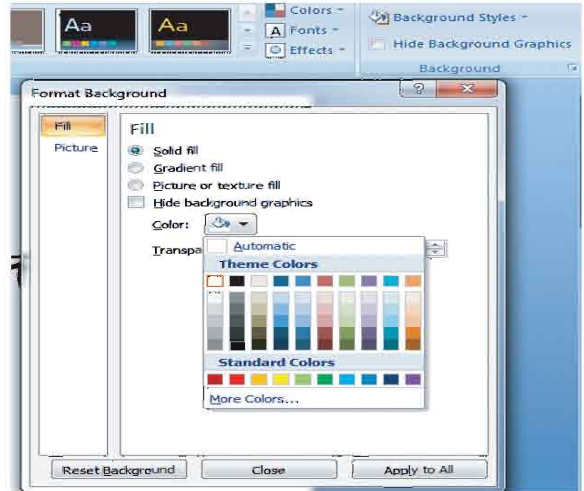 Aa
Aa
Colors
Fonts
Effects
Background Styles
Hide Background Graphics
Background
Format Background
Fill
Picture
Fill
Solid fill
Gradient fill
Picture or texture fill
Hide background graphics
Color:
Transpa
Automatic
Theme Colors
Standard Colors
More Colors...
Reset Background
Close
Apply to All